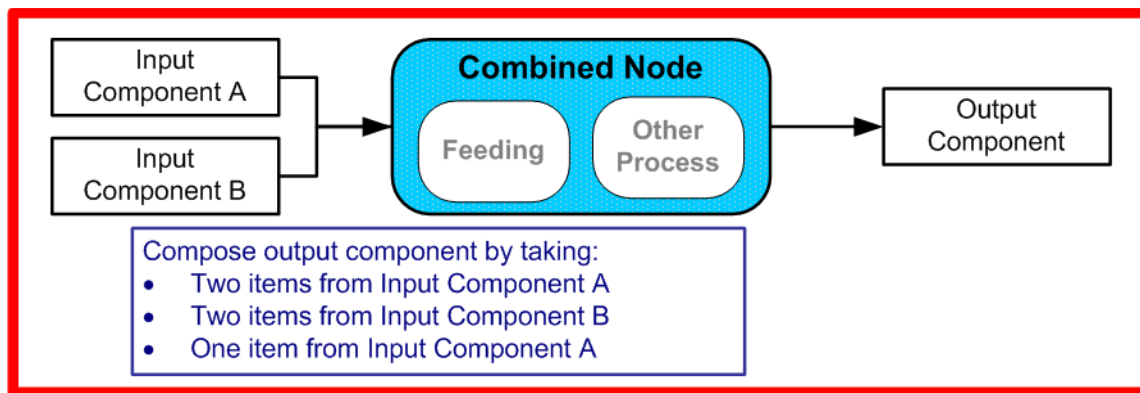 Input
Component A
Input
Component B
Combined Node
Feeding
Other
Process
Output
Component
Compose output component by taking:
• Two items from Input Component A
• Two items from Input Component B
• One item from Input Component A